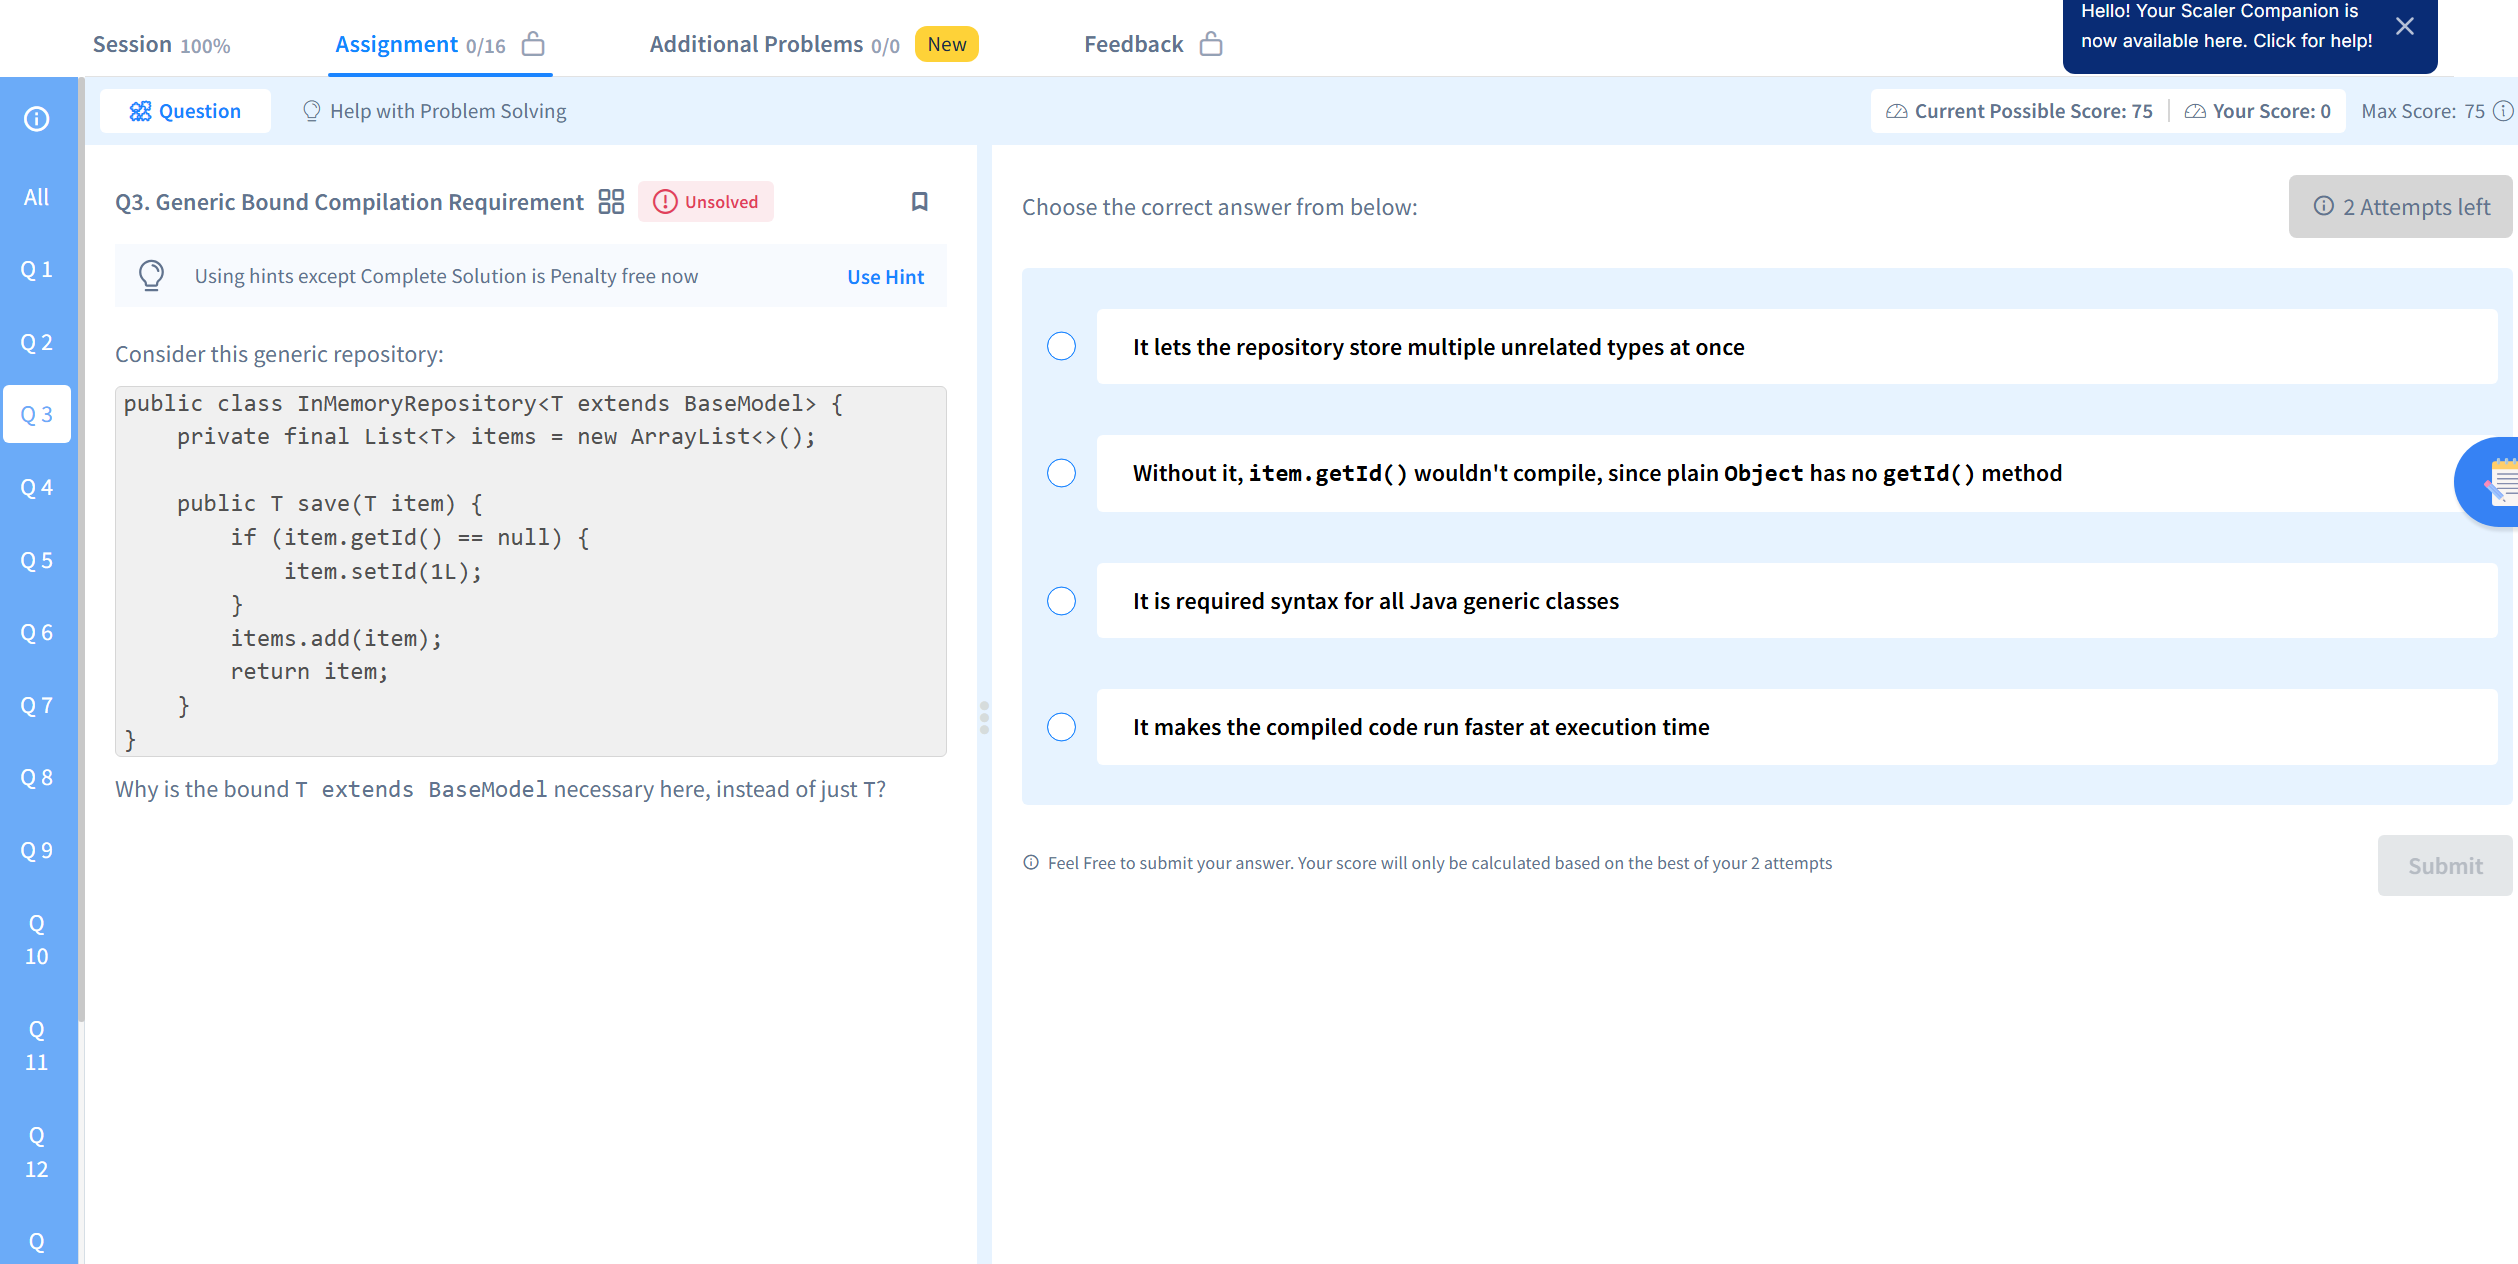 Session 100%
Assignment 0/16
Additional Problems 0/0 New
Feedback
Hello! Your Scaler Companion is
now available here. Click for help!
Question
Help with Problem Solving
Current Possible Score: 75
Your Score: 0
Max Score: 75
All
Q 1
Q 2
Q 3
Q 4
Q 5
Q 6
Q 7
Q 8
Q 9
Q
10
Q
11
Q
12
Q
Q3. Generic Bound Compilation Requirement
Unsolved
Using hints except Complete Solution is Penalty free now
Use Hint
Consider this generic repository:
public class InMemoryRepository<T extends BaseModel> {
    private final List<T> items = new ArrayList<>();
    public T save(T item) {
        if (item.getId() == null) {
            item.setId(1L);
        }
        items.add(item);
        return item;
    }
}
Why is the bound T extends BaseModel necessary here, instead of just T?
Choose the correct answer from below:
2 Attempts left
It lets the repository store multiple unrelated types at once
Without it, item.getId() wouldn't compile, since plain Object has no getId() method
It is required syntax for all Java generic classes
It makes the compiled code run faster at execution time
Feel Free to submit your answer. Your score will only be calculated based on the best of your 2 attempts
Submit